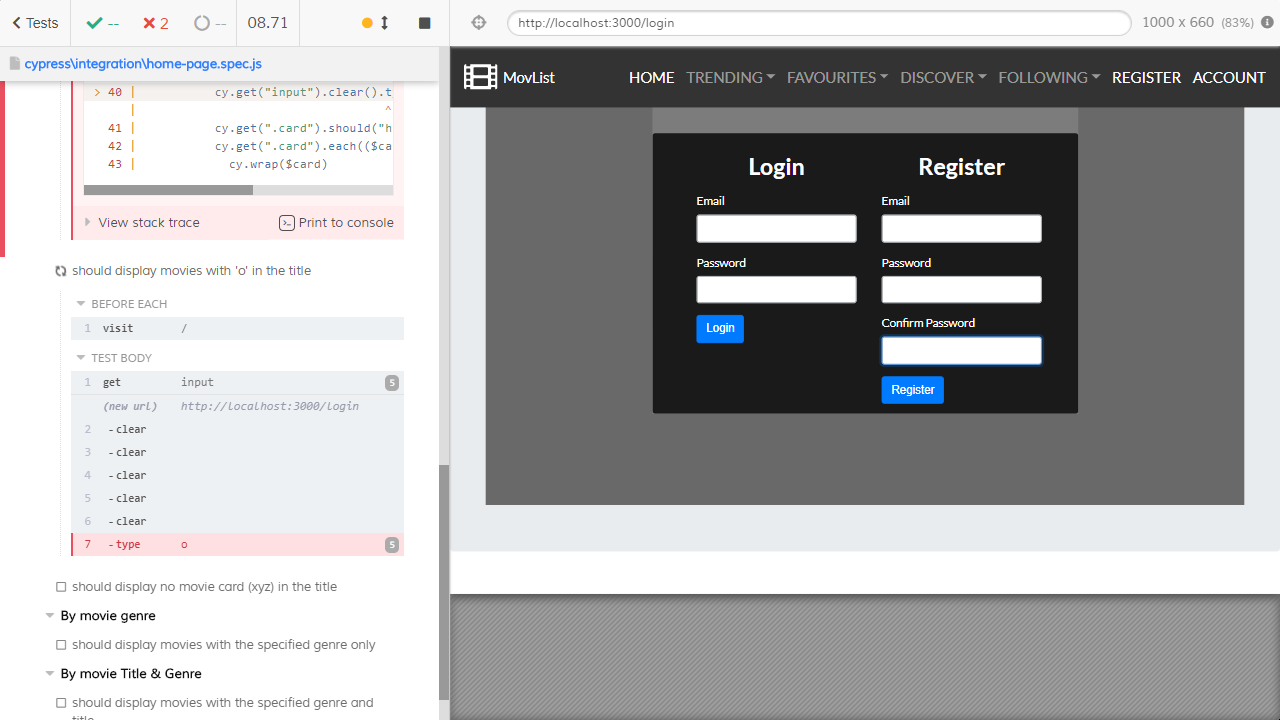 Tests
--
2
--
08.71
http://localhost:3000/login
1000 x 660 (83%)
cypress\integration\home-page.spec.js
> 40 | cy.get("input").clear().t
| ^
41 | cy.get(".card").should("h
42 | cy.get(".card").each(($ca
43 | cy.wrap($card)
View stack trace
Print to console
should display movies with 'o' in the title
BEFORE EACH
1 visit /
TEST BODY
1 get input 5
(new url) http://localhost:3000/login
2 -clear
3 -clear
4 -clear
5 -clear
6 -clear
7 -type o 5
should display no movie card (xyz) in the title
By movie genre
should display movies with the specified genre only
By movie Title & Genre
should display movies with the specified genre and
title
MovList
HOME TRENDING FAVOURITES DISCOVER FOLLOWING REGISTER ACCOUNT
Login
Email
Password
Login
Register
Email
Password
Confirm Password
Register